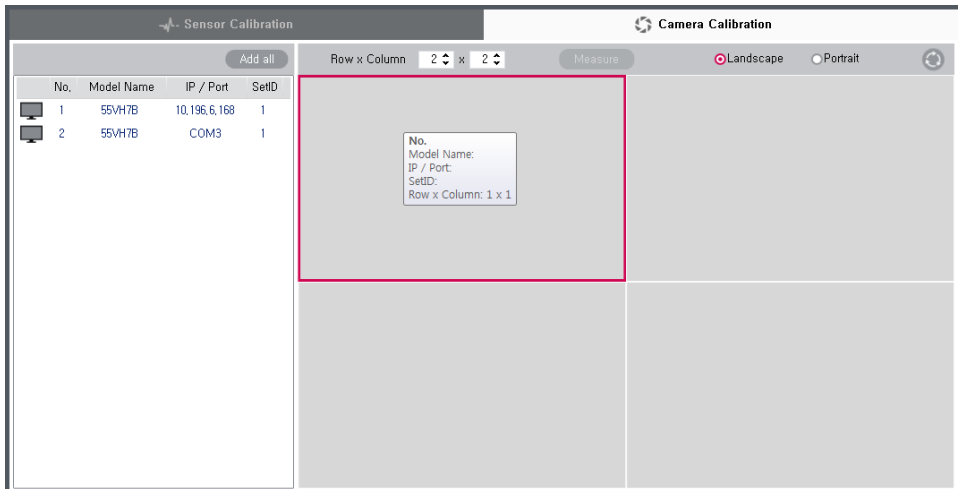 Sensor Calibration
Camera Calibration
Add all
Row x Column 2 x 2
Measure
Landscape Portrait
No, Model Name IP / Port SetID
1 55VH7B 10,196,6,168 1
2 55VH7B COM3 1
No.
Model Name:
IP / Port:
SetID:
Row x Column: 1 x 1